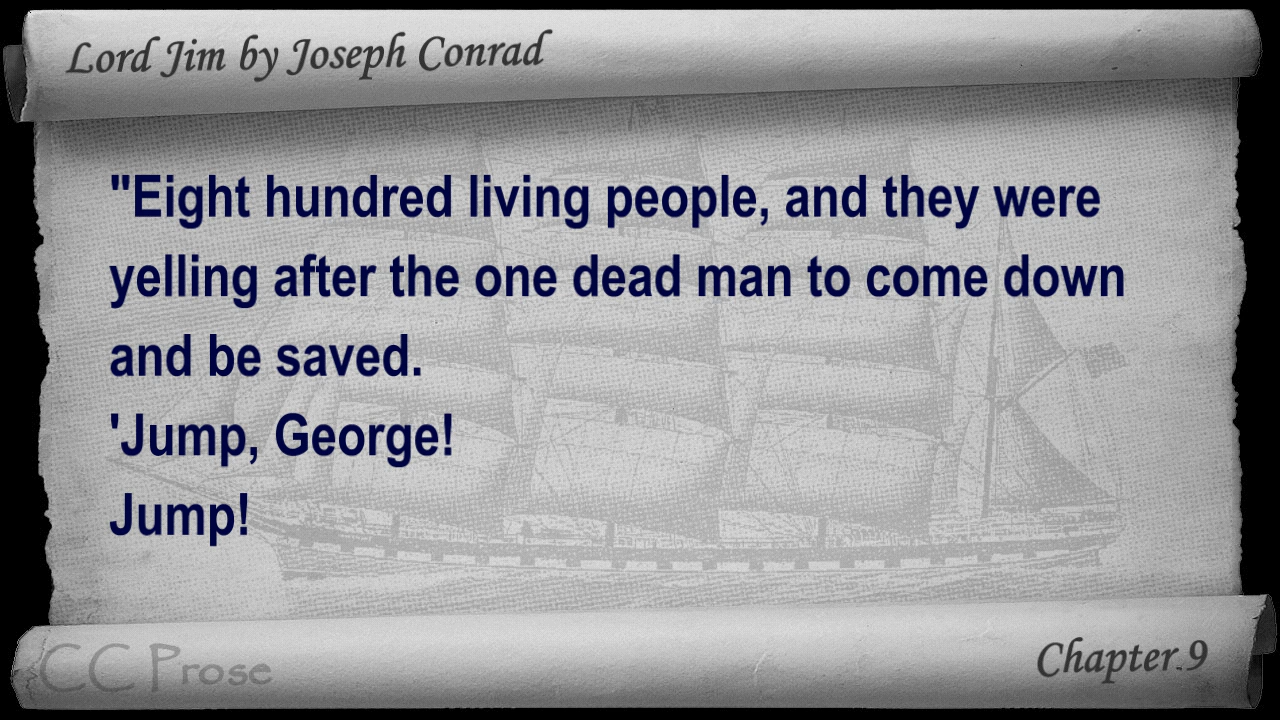 Lord Jim by Joseph Conrad
"Eight hundred living people, and they were
yelling after the one dead man to come down
and be saved.
'Jump, George!
Jump!
CC Prose
Chapter 9